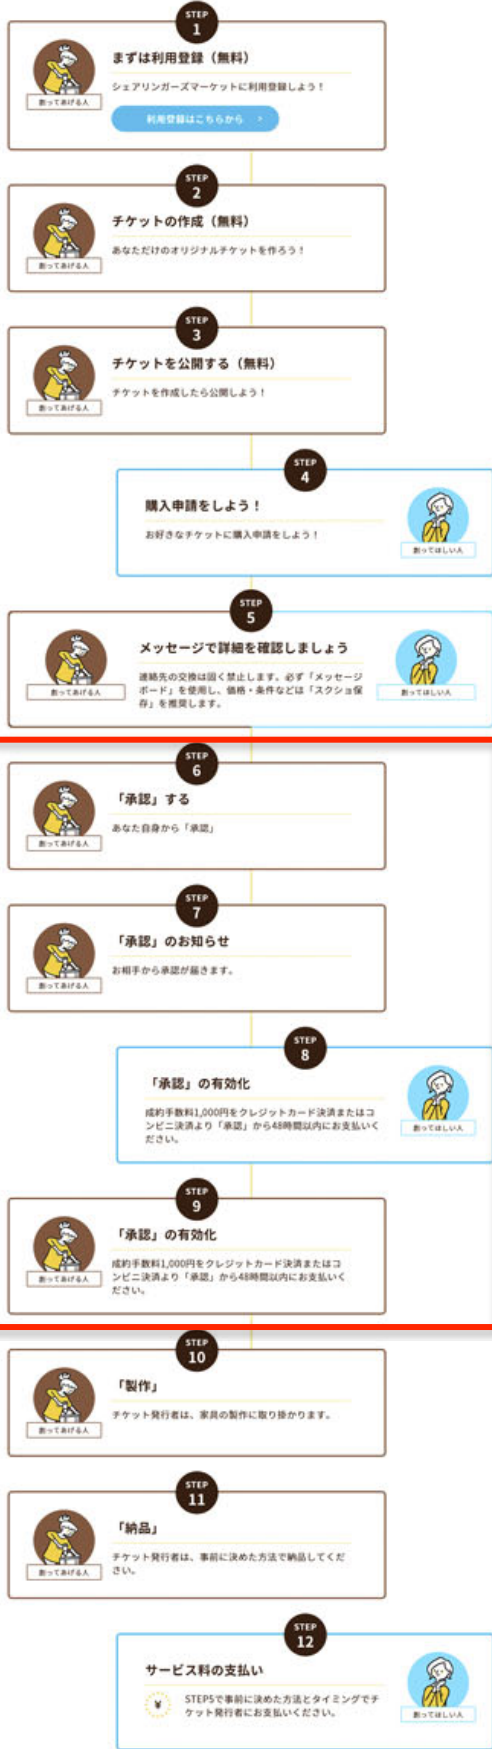 STEP
1
まずは利用登録（無料）
シェアリンガーズマーケットに利用登録しよう！
利用登録はこちらから
創ってあげる人
STEP
2
チケットの作成（無料）
あなただけのオリジナルチケットを作ろう！
創ってあげる人
STEP
3
チケットを公開する（無料）
チケットを作成したら公開しよう！
創ってあげる人
STEP
4
購入申請をしよう！
お好きなチケットに購入申請をしよう！
創ってほしい人
STEP
5
メッセージで詳細を確認しましょう
連絡先の交換は固く禁止します。必ず「メッセージ
ボード」を使用し、価格・条件などは「スクショ保
存」を推奨します。
創ってあげる人
創ってほしい人
STEP
6
「承認」する
あなた自身から「承認」
創ってあげる人
STEP
7
「承認」のお知らせ
お相手から承認が届きます。
創ってあげる人
STEP
8
「承認」の有効化
成約手数料1,000円をクレジットカード決済またはコ
ンビニ決済より「承認」から48時間以内にお支払いく
ださい。
創ってほしい人
STEP
9
「承認」の有効化
成約手数料1,000円をクレジットカード決済またはコ
ンビニ決済より「承認」から48時間以内にお支払いく
ださい。
創ってあげる人
STEP
10
「製作」
チケット発行者は、家具の製作に取り掛かります。
創ってあげる人
STEP
11
「納品」
チケット発行者は、事前に決めた方法で納品してくだ
さい。
創ってあげる人
STEP
12
サービス料の支払い
¥
STEP5で事前に決めた方法とタイミングでチ
ケット発行者にお支払いください。
創ってほしい人